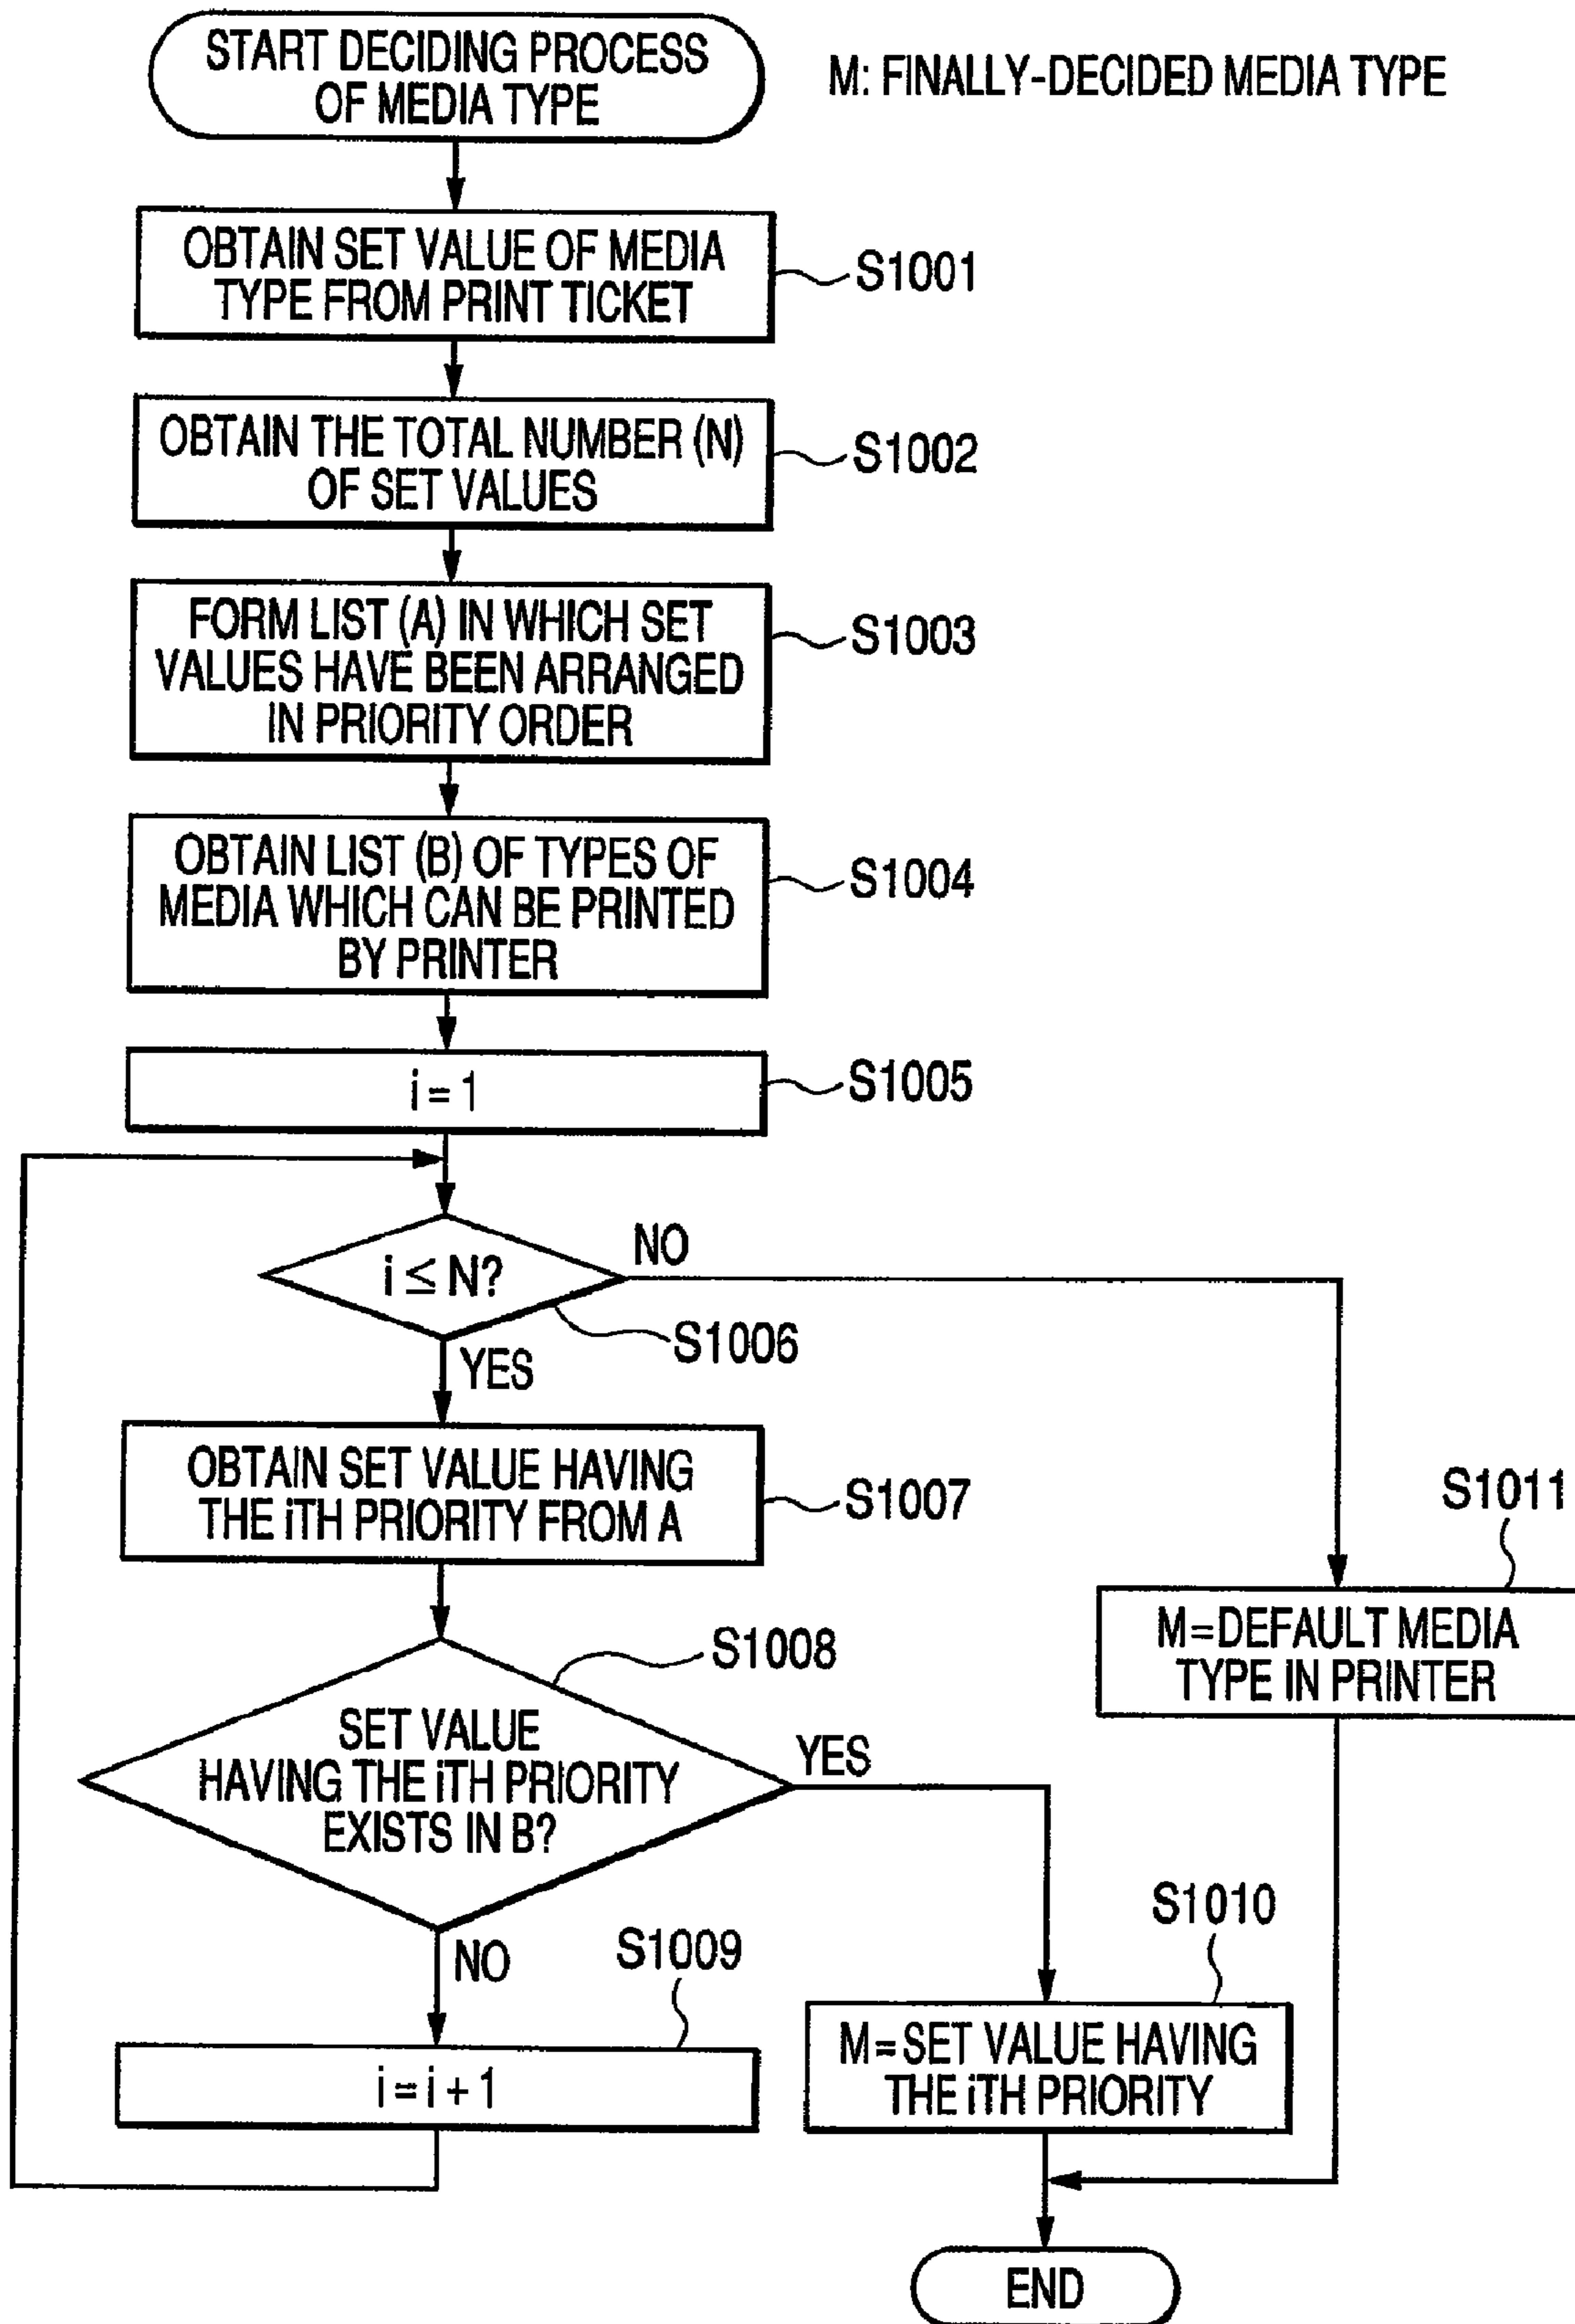 START DECIDING PROCESS
OF MEDIA TYPE
M: FINALLY-DECIDED MEDIA TYPE
OBTAIN SET VALUE OF MEDIA
TYPE FROM PRINT TICKET
S1001
OBTAIN THE TOTAL NUMBER (N)
OF SET VALUES
S1002
FORM LIST (A) IN WHICH SET
VALUES HAVE BEEN ARRANGED
IN PRIORITY ORDER
S1003
OBTAIN LIST (B) OF TYPES OF
MEDIA WHICH CAN BE PRINTED
BY PRINTER
S1004
i = 1
S1005
i ≤ N?
NO
S1006
YES
OBTAIN SET VALUE HAVING
THE iTH PRIORITY FROM A
S1007
S1011
M=DEFAULT MEDIA
TYPE IN PRINTER
S1008
SET VALUE
HAVING THE iTH PRIORITY
EXISTS IN B?
YES
NO
S1009
i = i + 1
S1010
M=SET VALUE HAVING
THE iTH PRIORITY
END